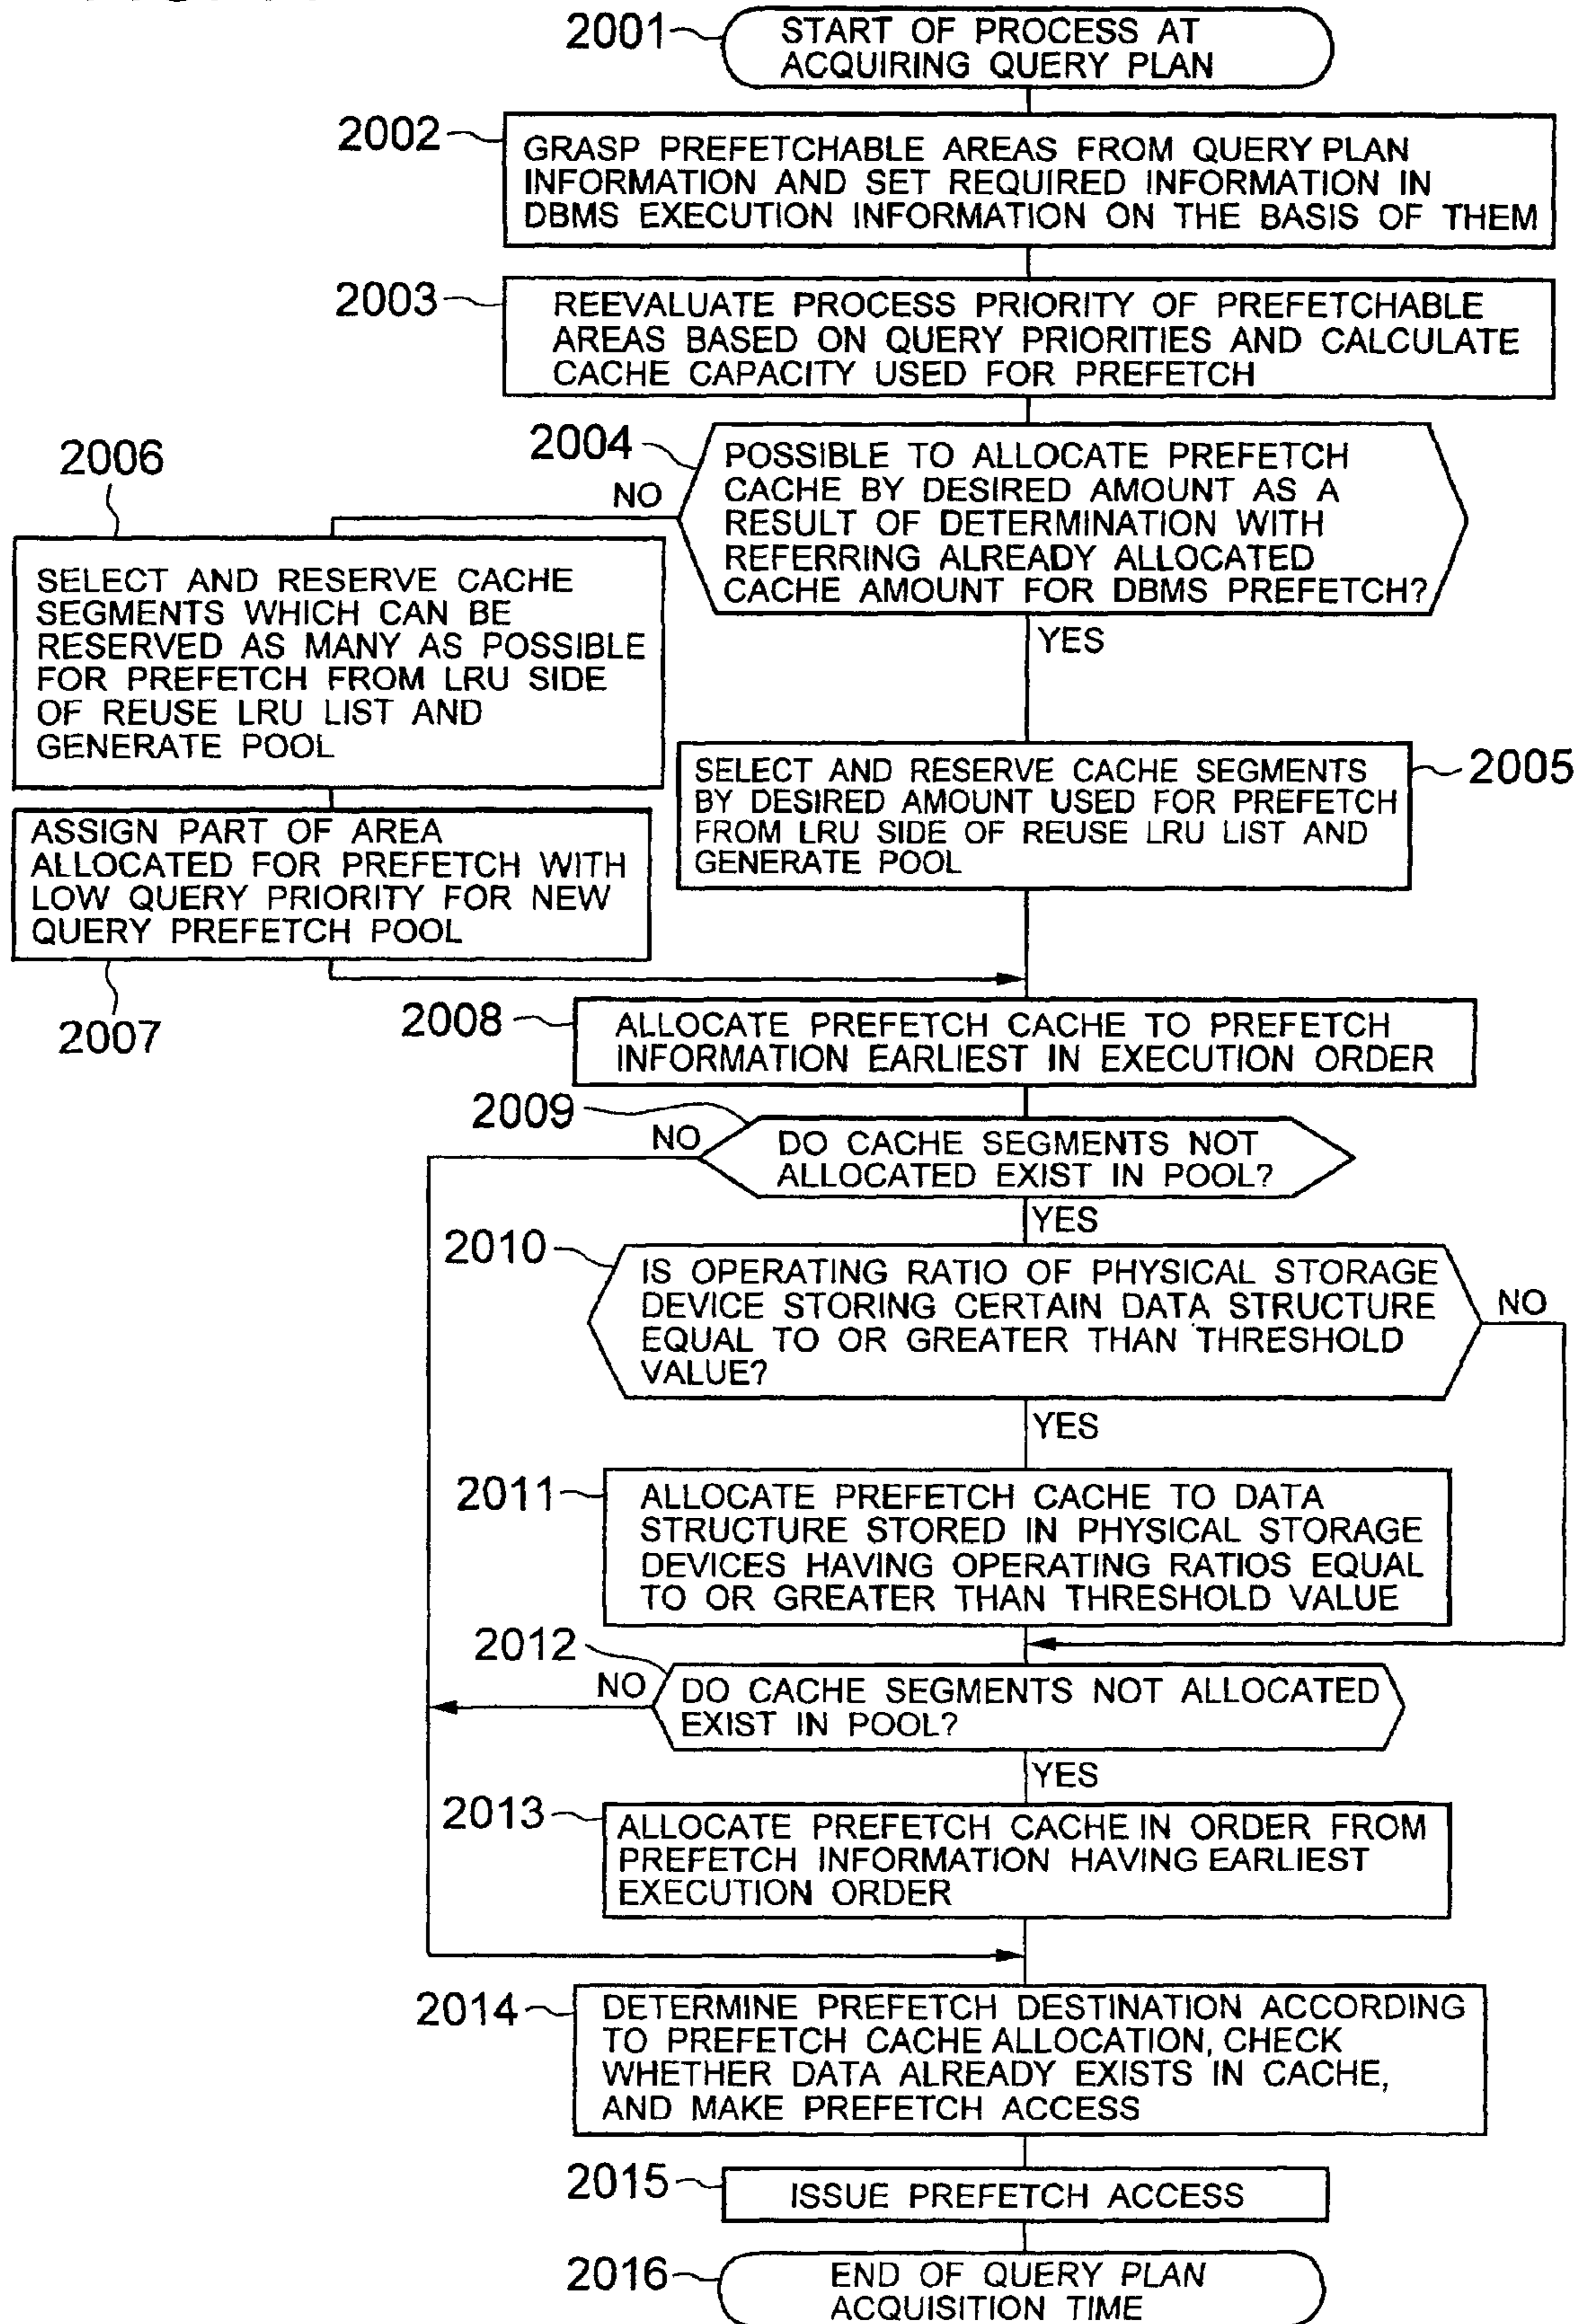 2001
START OF PROCESS AT
ACQUIRING QUERY PLAN
2002
GRASP PREFETCHABLE AREAS FROM QUERY PLAN
INFORMATION AND SET REQUIRED INFORMATION IN
DBMS EXECUTION INFORMATION ON THE BASIS OF THEM
2003
REEVALUATE PROCESS PRIORITY OF PREFETCHABLE
AREAS BASED ON QUERY PRIORITIES AND CALCULATE
CACHE CAPACITY USED FOR PREFETCH
2004
POSSIBLE TO ALLOCATE PREFETCH
CACHE BY DESIRED AMOUNT AS A
RESULT OF DETERMINATION WITH
REFERRING ALREADY ALLOCATED
CACHE AMOUNT FOR DBMS PREFETCH?
NO
YES
2006
SELECT AND RESERVE CACHE
SEGMENTS WHICH CAN BE
RESERVED AS MANY AS POSSIBLE
FOR PREFETCH FROM LRU SIDE
OF REUSE LRU LIST AND
GENERATE POOL
2005
SELECT AND RESERVE CACHE SEGMENTS
BY DESIRED AMOUNT USED FOR PREFETCH
FROM LRU SIDE OF REUSE LRU LIST AND
GENERATE POOL
ASSIGN PART OF AREA
ALLOCATED FOR PREFETCH WITH
LOW QUERY PRIORITY FOR NEW
QUERY PREFETCH POOL
2007
2008
ALLOCATE PREFETCH CACHE TO PREFETCH
INFORMATION EARLIEST IN EXECUTION ORDER
2009
NO
DO CACHE SEGMENTS NOT
ALLOCATED EXIST IN POOL?
YES
2010
IS OPERATING RATIO OF PHYSICAL STORAGE
DEVICE STORING CERTAIN DATA STRUCTURE
EQUAL TO OR GREATER THAN THRESHOLD
VALUE?
NO
YES
2011
ALLOCATE PREFETCH CACHE TO DATA
STRUCTURE STORED IN PHYSICAL STORAGE
DEVICES HAVING OPERATING RATIOS EQUAL
TO OR GREATER THAN THRESHOLD VALUE
2012
NO
DO CACHE SEGMENTS NOT ALLOCATED
EXIST IN POOL?
YES
2013
ALLOCATE PREFETCH CACHE IN ORDER FROM
PREFETCH INFORMATION HAVING EARLIEST
EXECUTION ORDER
2014
DETERMINE PREFETCH DESTINATION ACCORDING
TO PREFETCH CACHE ALLOCATION, CHECK
WHETHER DATA ALREADY EXISTS IN CACHE,
AND MAKE PREFETCH ACCESS
2015
ISSUE PREFETCH ACCESS
2016
END OF QUERY PLAN
ACQUISITION TIME